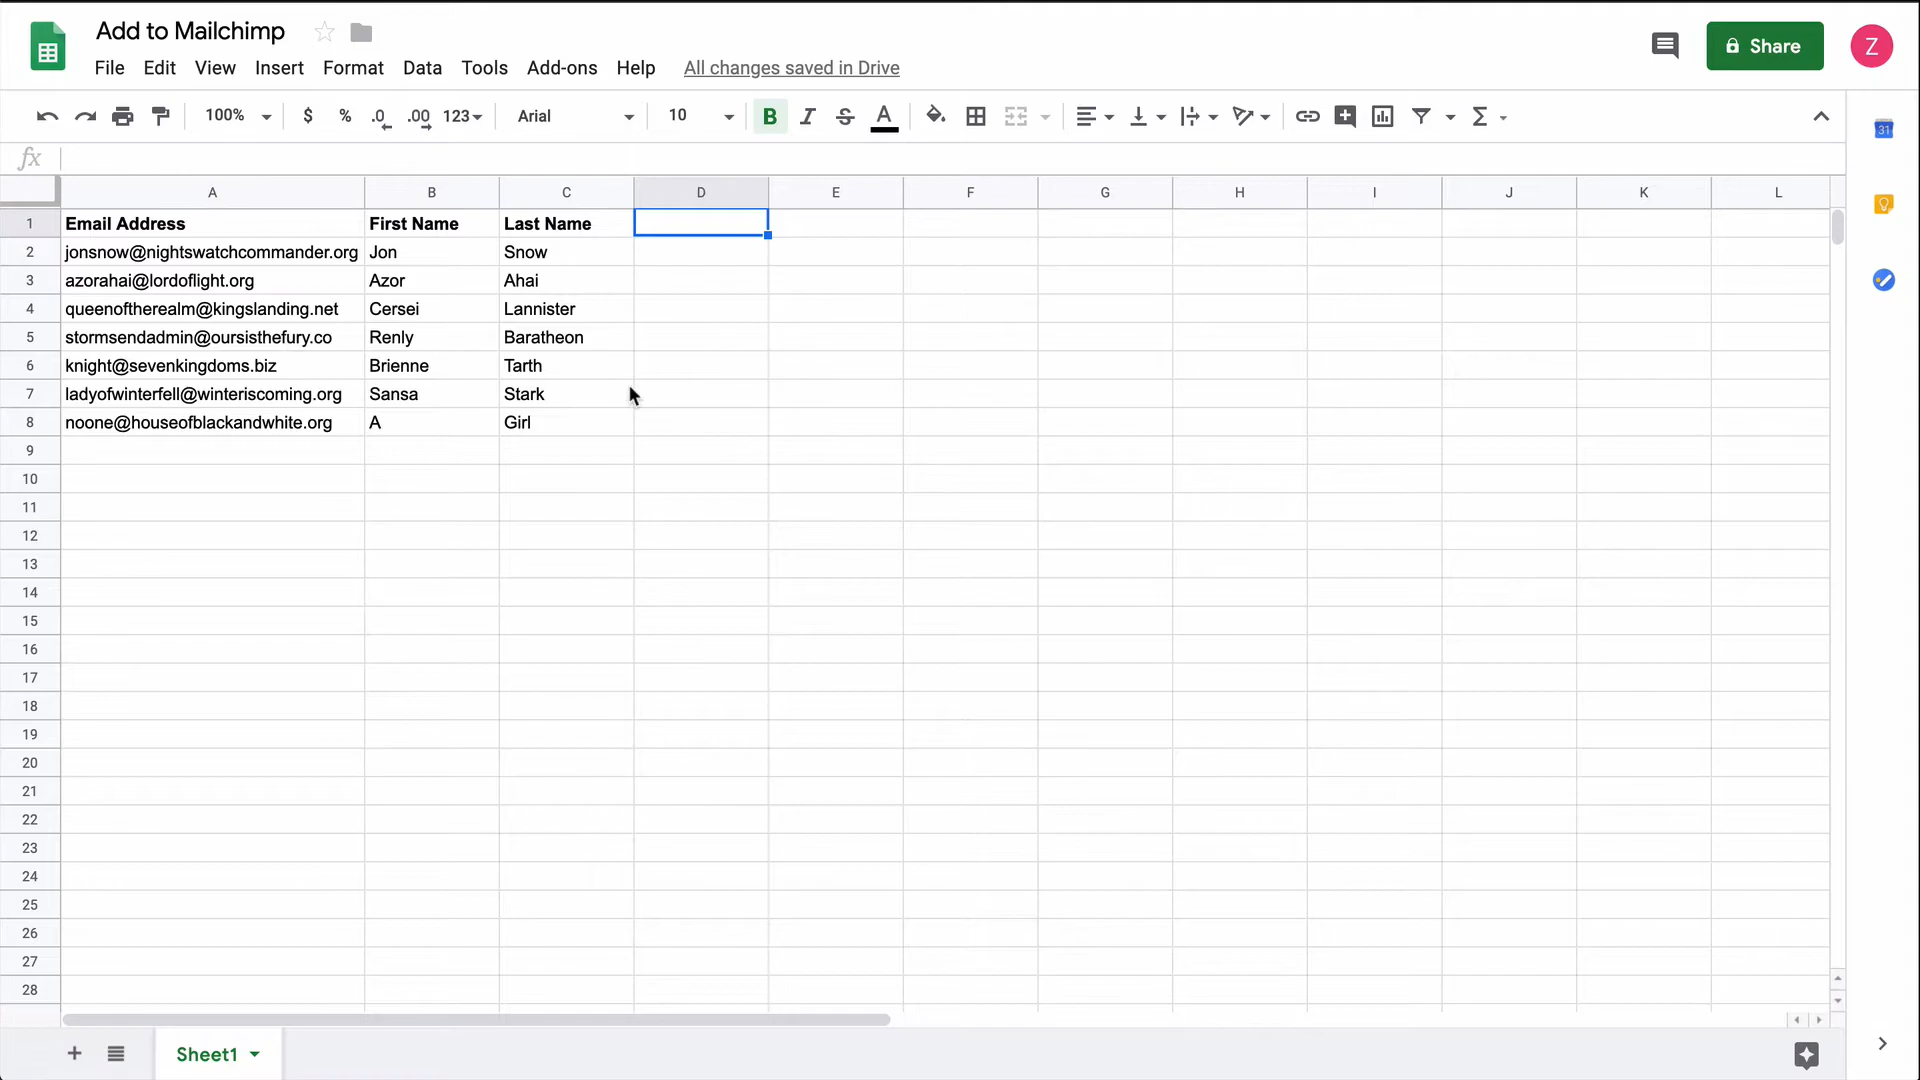 Add to Mailchimp
File Edit View Insert Format Data Tools Add-ons Help All changes saved in Drive
Share
Z
100% $ % .0 .00 123 Arial 10 B I S A Σ
31
fx
A B C D E F G H I J K L
1 Email Address First Name Last Name
2 jonsnow@nightswatchcommander.org Jon Snow
3 azorahai@lordoflight.org Azor Ahai
4 queenoftherealm@kingslanding.net Cersei Lannister
5 stormsendadmin@oursisthefury.co Renly Baratheon
6 knight@sevenkingdoms.biz Brienne Tarth
7 ladyofwinterfell@winteriscoming.org Sansa Stark
8 noone@houseofblackandwhite.org A Girl
9
10
11
12
13
14
15
16
17
18
19
20
21
22
23
24
25
26
27
28
Sheet1